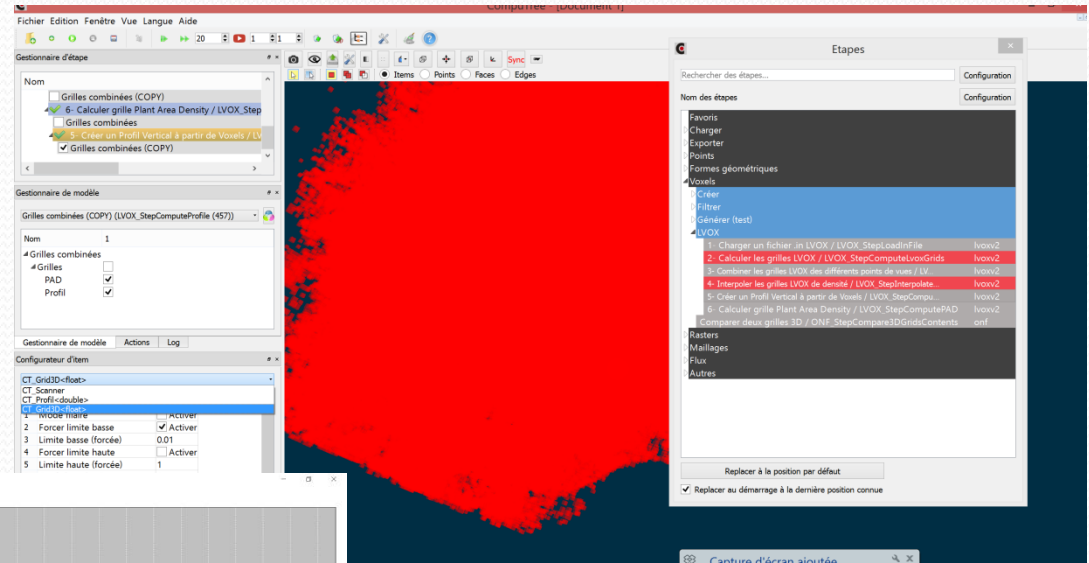 CompuTree - [Document 1]
Fichier Edition Fenêtre Vue Langue Aide
20 1 1
Gestionnaire d'étape
Sync
Items Points Faces Edges
Nom
Grilles combinées (COPY)
6- Calculer grille Plant Area Density / LVOX_Step
Grilles combinées
5- Créer un Profil Vertical à partir de Voxels / LV
Grilles combinées (COPY)
Gestionnaire de modèle
Grilles combinées (COPY) (LVOX_StepComputeProfile (457))
Nom 1
Grilles combinées
Grilles
PAD
Profil
Gestionnaire de modèle Actions Log
Configurateur d'item
CT_Grid3D<float>
CT_Scanner
CT_Profil<double>
CT_Grid3D<float>
1 Mode filaire Activer
2 Forcer limite basse Activer
3 Limite basse (forcée) 0.01
4 Forcer limite haute Activer
5 Limite haute (forcée) 1
Etapes
Rechercher des étapes... Configuration
Nom des étapes Configuration
Favoris
Charger
Exporter
Points
Formes géométriques
Voxels
Créer
Filtrer
Générer (test)
LVOX
1- Charger un fichier .in LVOX / LVOX_StepLoadInFile lvoxv2
2- Calculer les grilles LVOX / LVOX_StepComputeLvoxGrids lvoxv2
3- Combiner les grilles LVOX des différents points de vues / LV... lvoxv2
4- Interpoler les grilles LVOX de densité / LVOX_StepInterpolate... lvoxv2
5- Créer un Profil Vertical à partir de Voxels / LVOX_StepCompu... lvoxv2
6- Calculer grille Plant Area Density / LVOX_StepComputePAD lvoxv2
Comparer deux grilles 3D / ONF_StepCompare3DGridsContents onf
Rasters
Maillages
Flux
Autres
Replacer à la position par défaut
Replacer au démarrage à la dernière position connue
Capture d'écran ajoutée